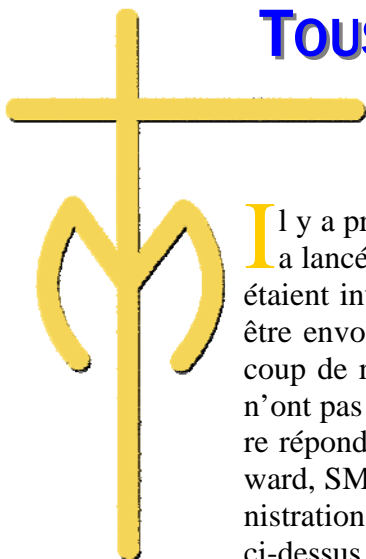 TOUS
Il y a pr
a lancé
étaient in
être envo
coup de r
n'ont pas
re répond
ward, SM
nistration
ci-dessus